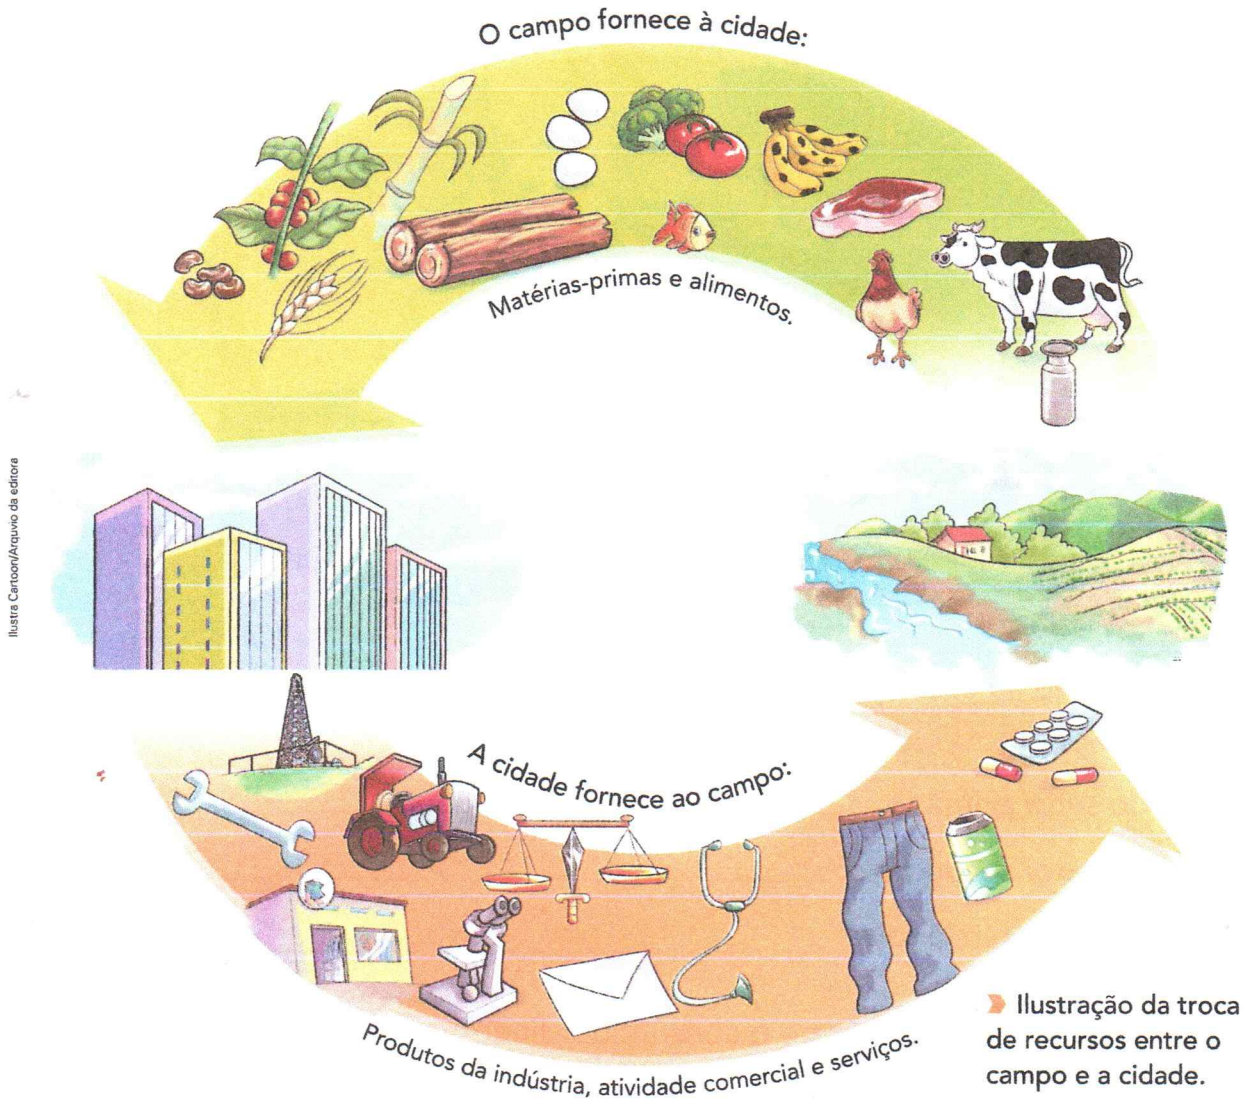 O campo fornece à cidade:
Matérias-primas e alimentos.
Ilustra Cartoon/Arquvio da editora
A cidade fornece ao campo:
Produtos da indústria, atividade comercial e serviços.
Ilustração da troca
de recursos entre o
campo e a cidade.